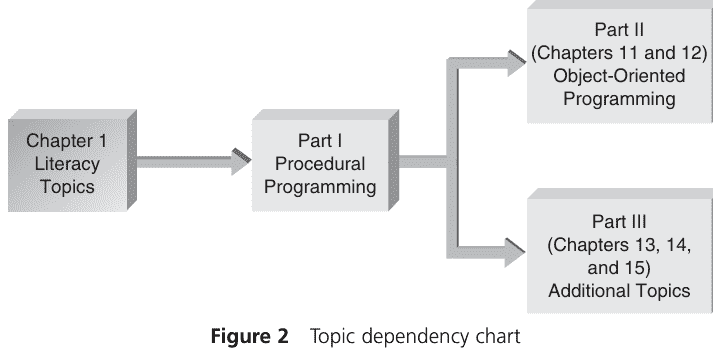 Chapter 1
Literacy
Topics
Part I
Procedural
Programming
Part II
(Chapters 11 and 12)
Object-Oriented
Programming
Part III
(Chapters 13, 14,
and 15)
Additional Topics
Figure 2 Topic dependency chart